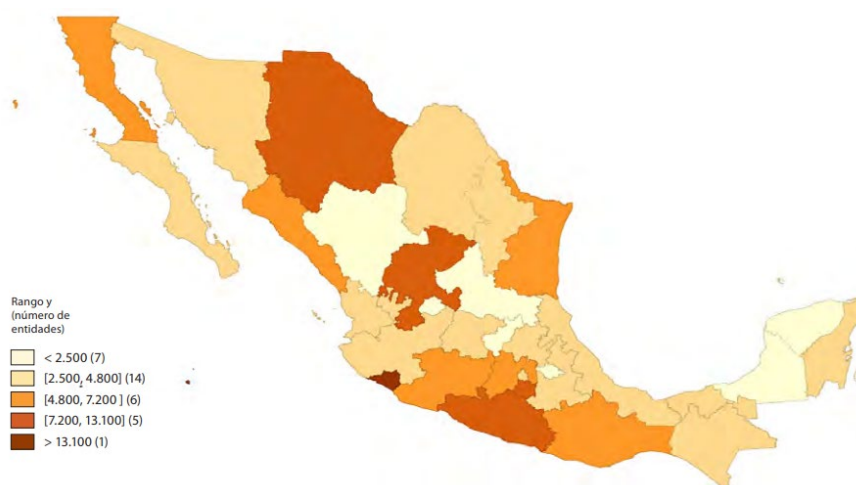 Rango y
(número de
entidades)
< 2.500 (7)
[2.500, 4.800] (14)
[4.800, 7.200 ] (6)
[7.200, 13.100] (5)
> 13.100 (1)